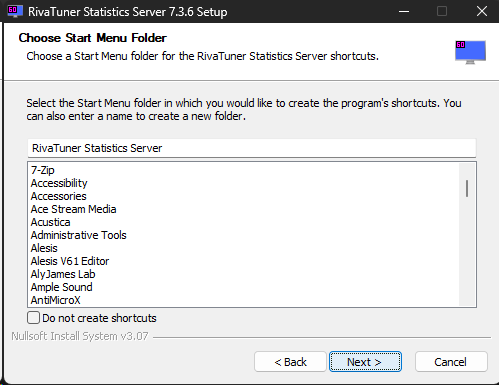 RivaTuner Statistics Server 7.3.6 Setup
Choose Start Menu Folder
Choose a Start Menu folder for the RivaTuner Statistics Server shortcuts.
60
Select the Start Menu folder in which you would like to create the program's shortcuts. You
can also enter a name to create a new folder.
RivaTuner Statistics Server
7-Zip
Accessibility
Accessories
Ace Stream Media
Acustica
Administrative Tools
Alesis
Alesis V61 Editor
AlyJames Lab
Ample Sound
AntiMicroX
Do not create shortcuts
Nullsoft Install System v3.07
< Back
Next >
Cancel